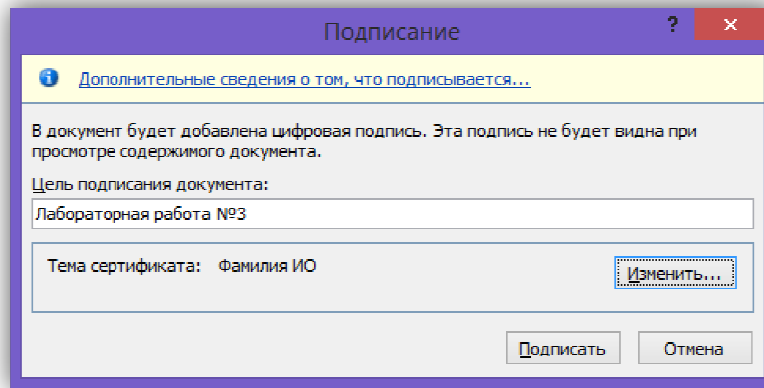 Подписание
?
Дополнительные сведения о том, что подписывается...
В документ будет добавлена цифровая подпись. Эта подпись не будет видна при
просмотре содержимого документа.
Цель подписания документа:
Лабораторная работа №3
Тема сертификата: Фамилия ИО
Изменить...
Подписать Отмена